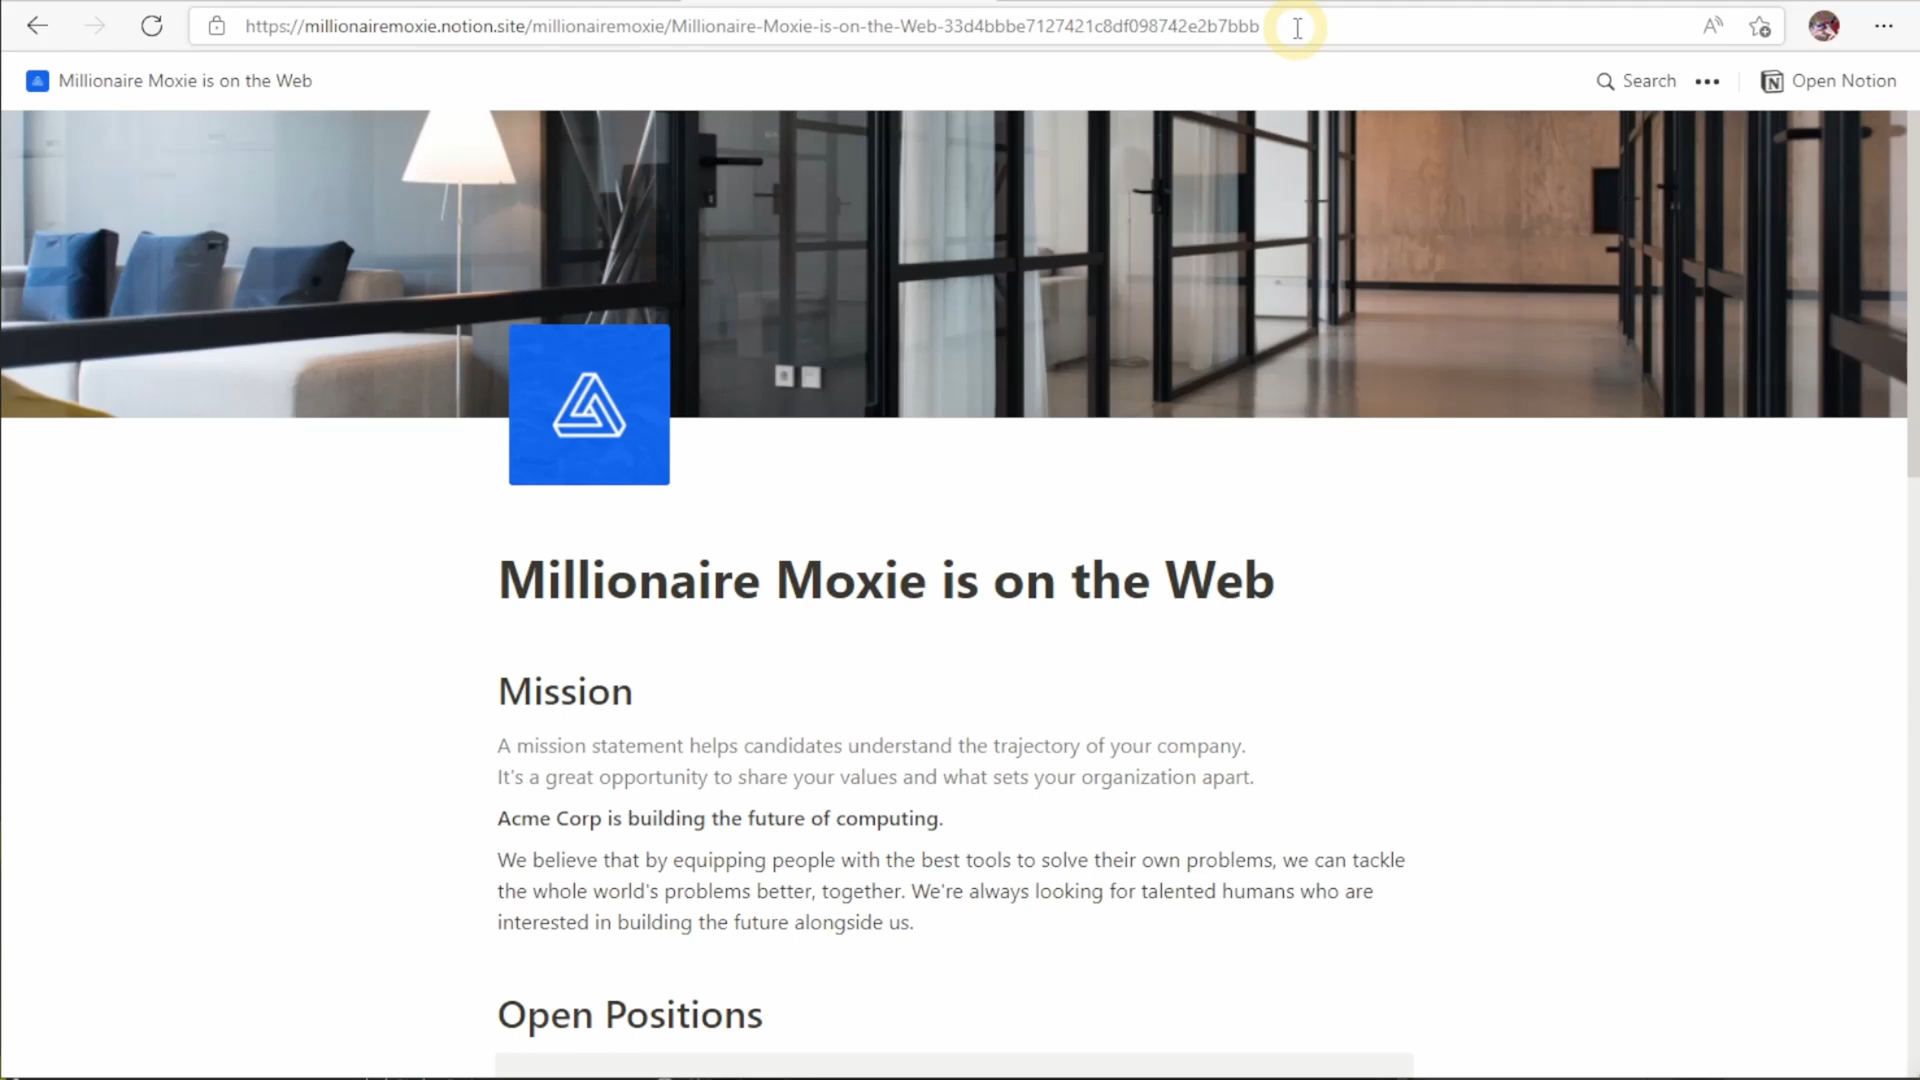 https://millionairemoxie.notion.site/millionairemoxie/Millionaire-Moxie-is-on-the-Web-33d4bbbe7127421c8df098742e2b7bbb
Millionaire Moxie is on the Web
Search
Open Notion
Millionaire Moxie is on the Web
Mission
A mission statement helps candidates understand the trajectory of your company.
It's a great opportunity to share your values and what sets your organization apart.
Acme Corp is building the future of computing.
We believe that by equipping people with the best tools to solve their own problems, we can tackle
the whole world's problems better, together. We're always looking for talented humans who are
interested in building the future alongside us.
Open Positions